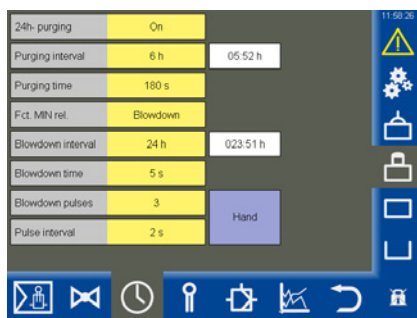 11:58:26
24h- purging On
Purging interval 6 h 05:52 h
Purging time 180 s
Fct. MIN rel. Blowdown
Blowdown interval 24 h 023:51 h
Blowdown time 5 s
Blowdown pulses 3
Hand
Pulse interval 2 s